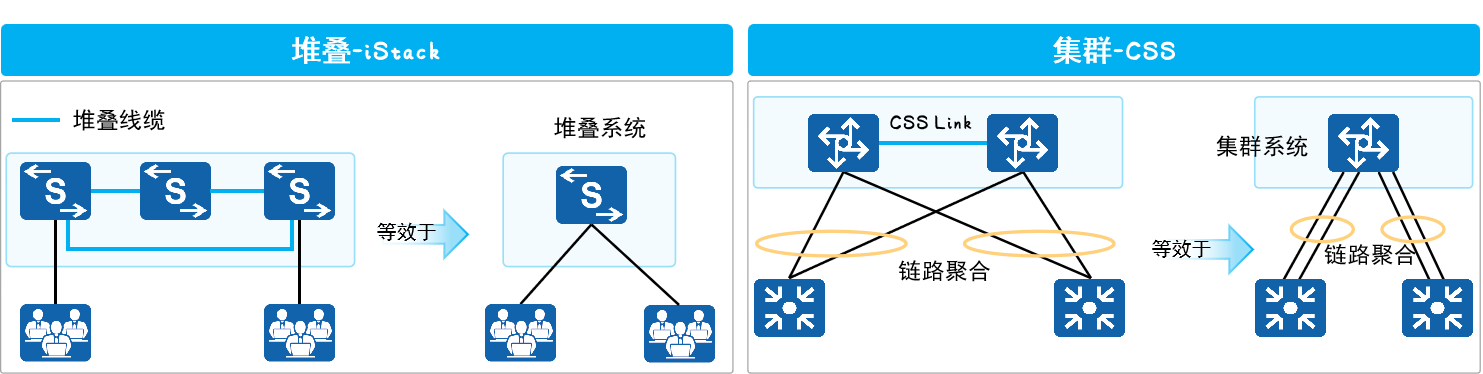 堆叠-iStack
堆叠线缆
堆叠系统
S
S
S
S
等效于
集群-CSS
CSS Link
集群系统
等效于
链路聚合
链路聚合